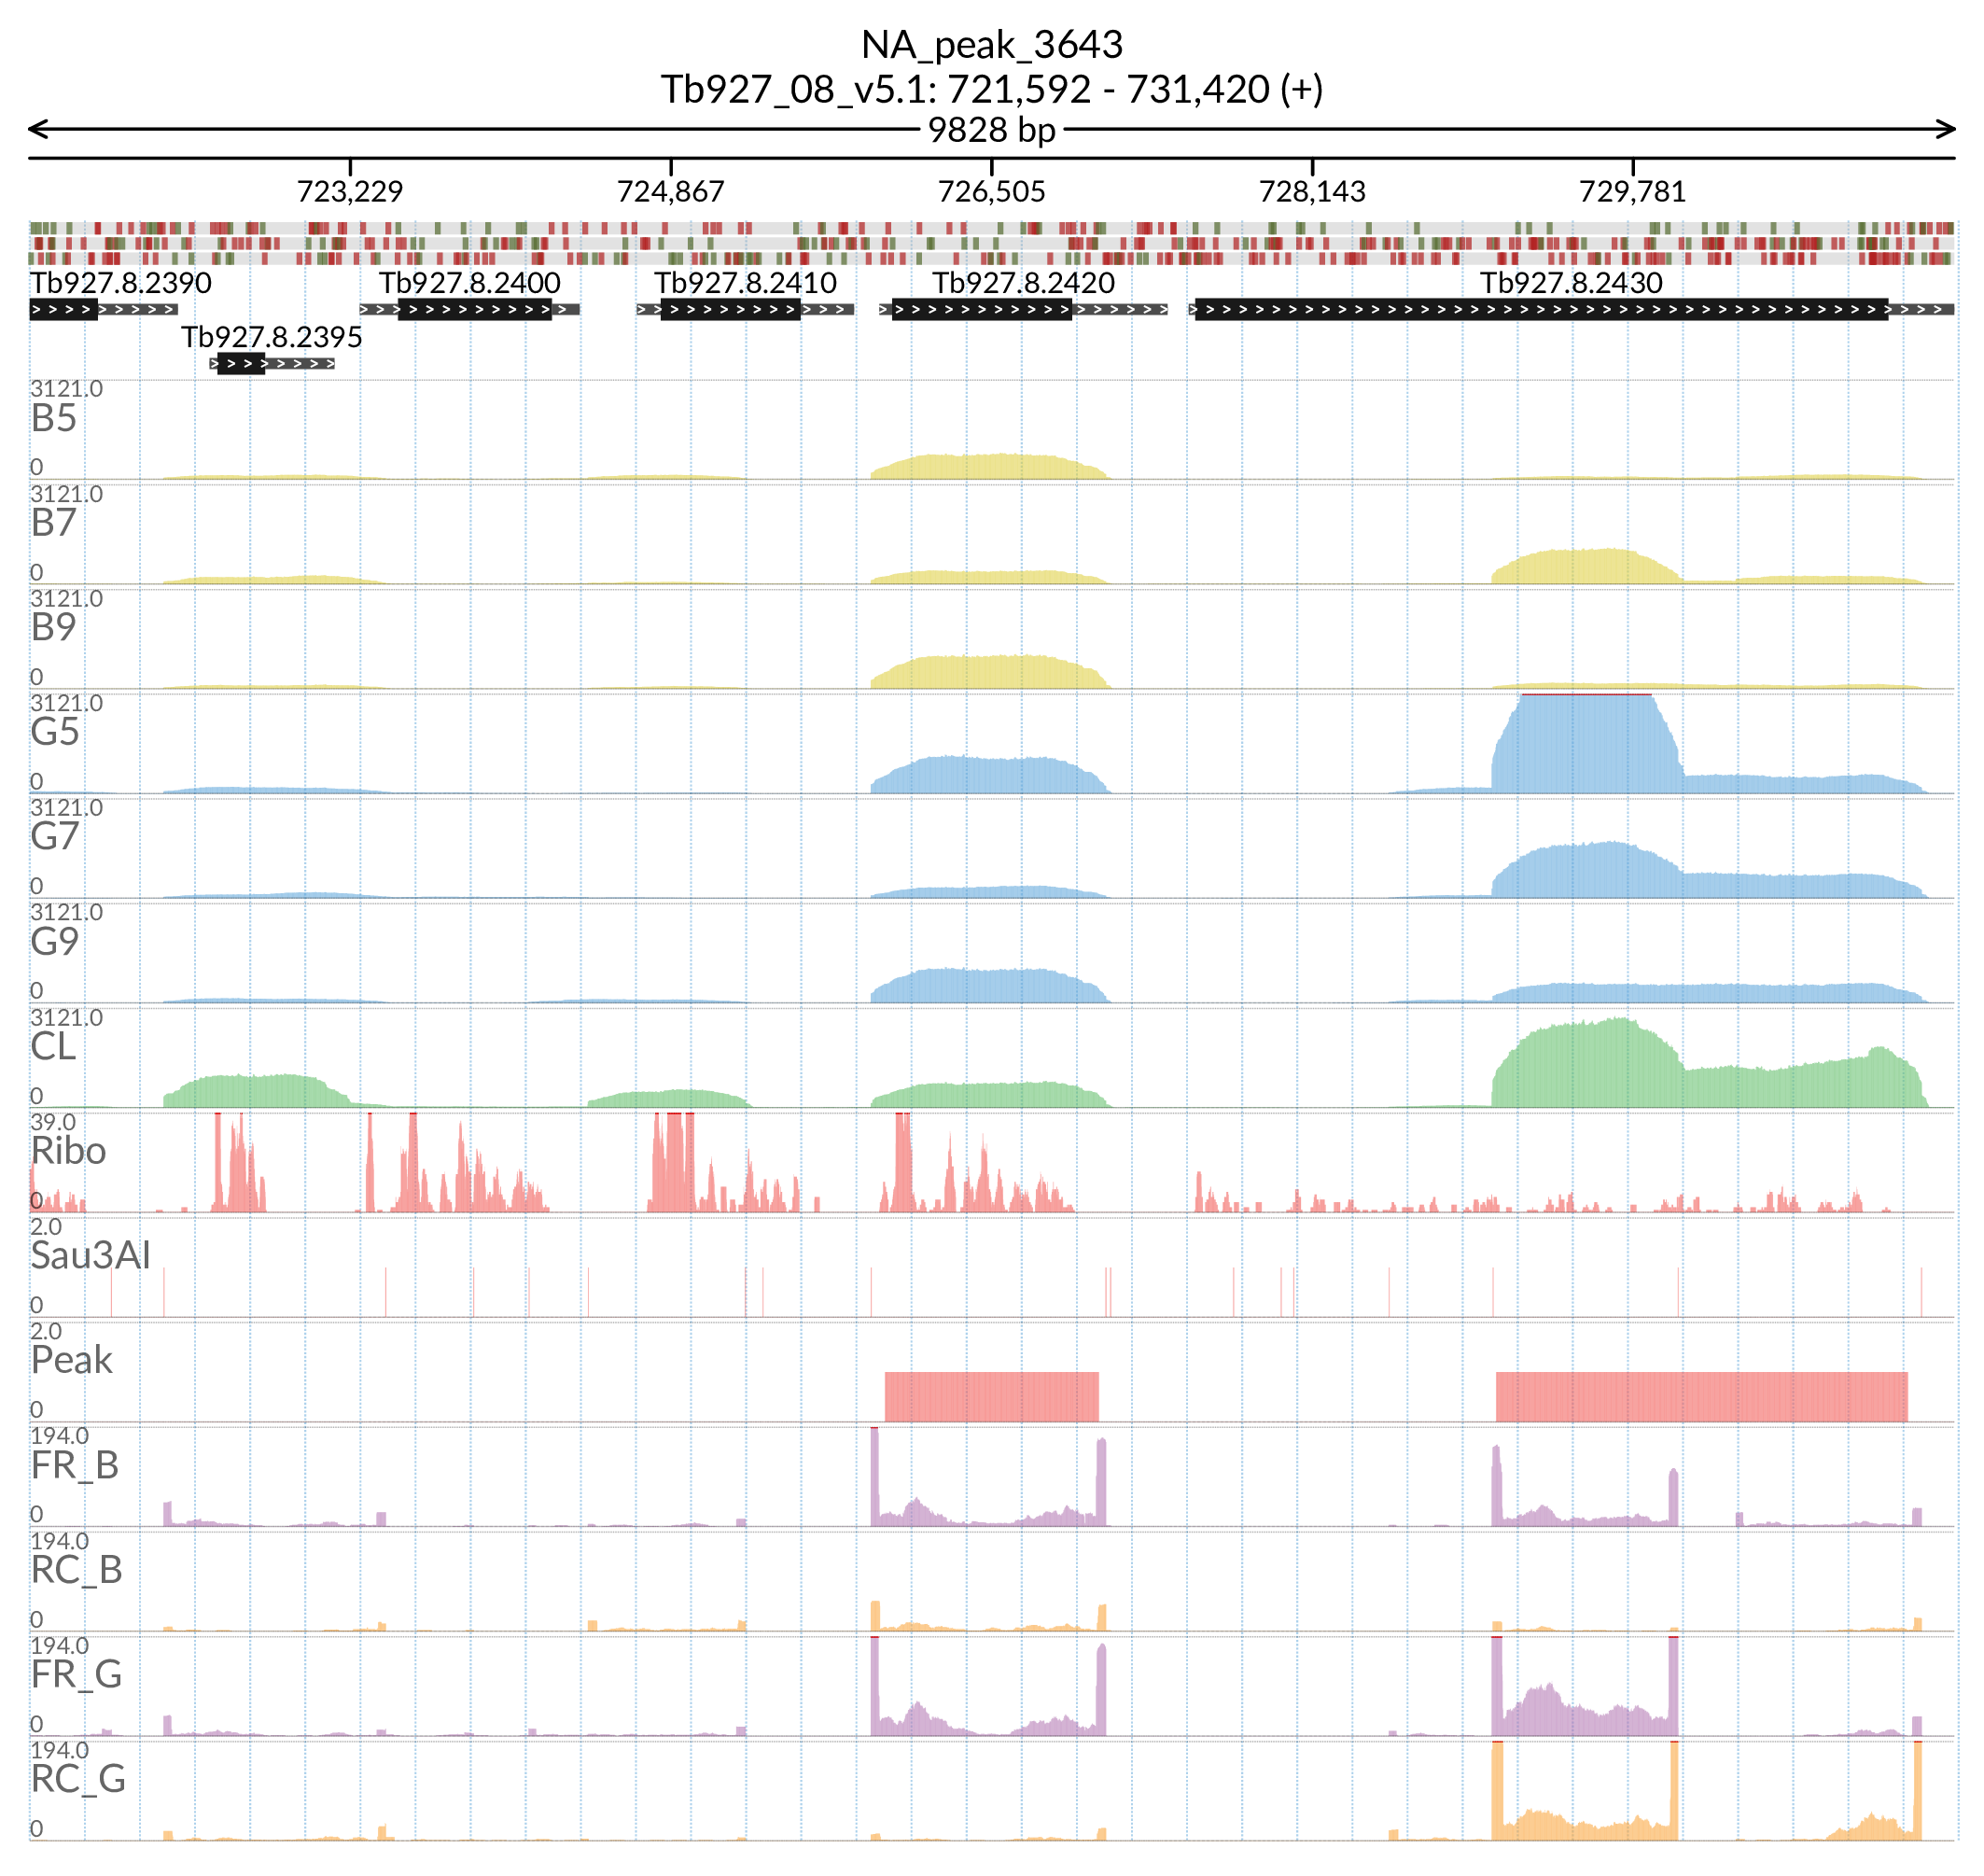 NA_peak_3643
Tb927_08_v5.1: 721,592 - 731,420 (+)
9828 bp
723,229 724,867 726,505 728,143 729,781
Tb927.8.2390 Tb927.8.2400 Tb927.8.2410 Tb927.8.2420 Tb927.8.2430
Tb927.8.2395
3121.0
B5
0
3121.0
B7
0
3121.0
B9
0
3121.0
G5
0
3121.0
G7
0
3121.0
G9
0
3121.0
CL
0
39.0
Ribo
0
2.0
Sau3AI
0
2.0
Peak
0
194.0
FR_B
0
194.0
RC_B
0
194.0
FR_G
0
194.0
RC_G
0